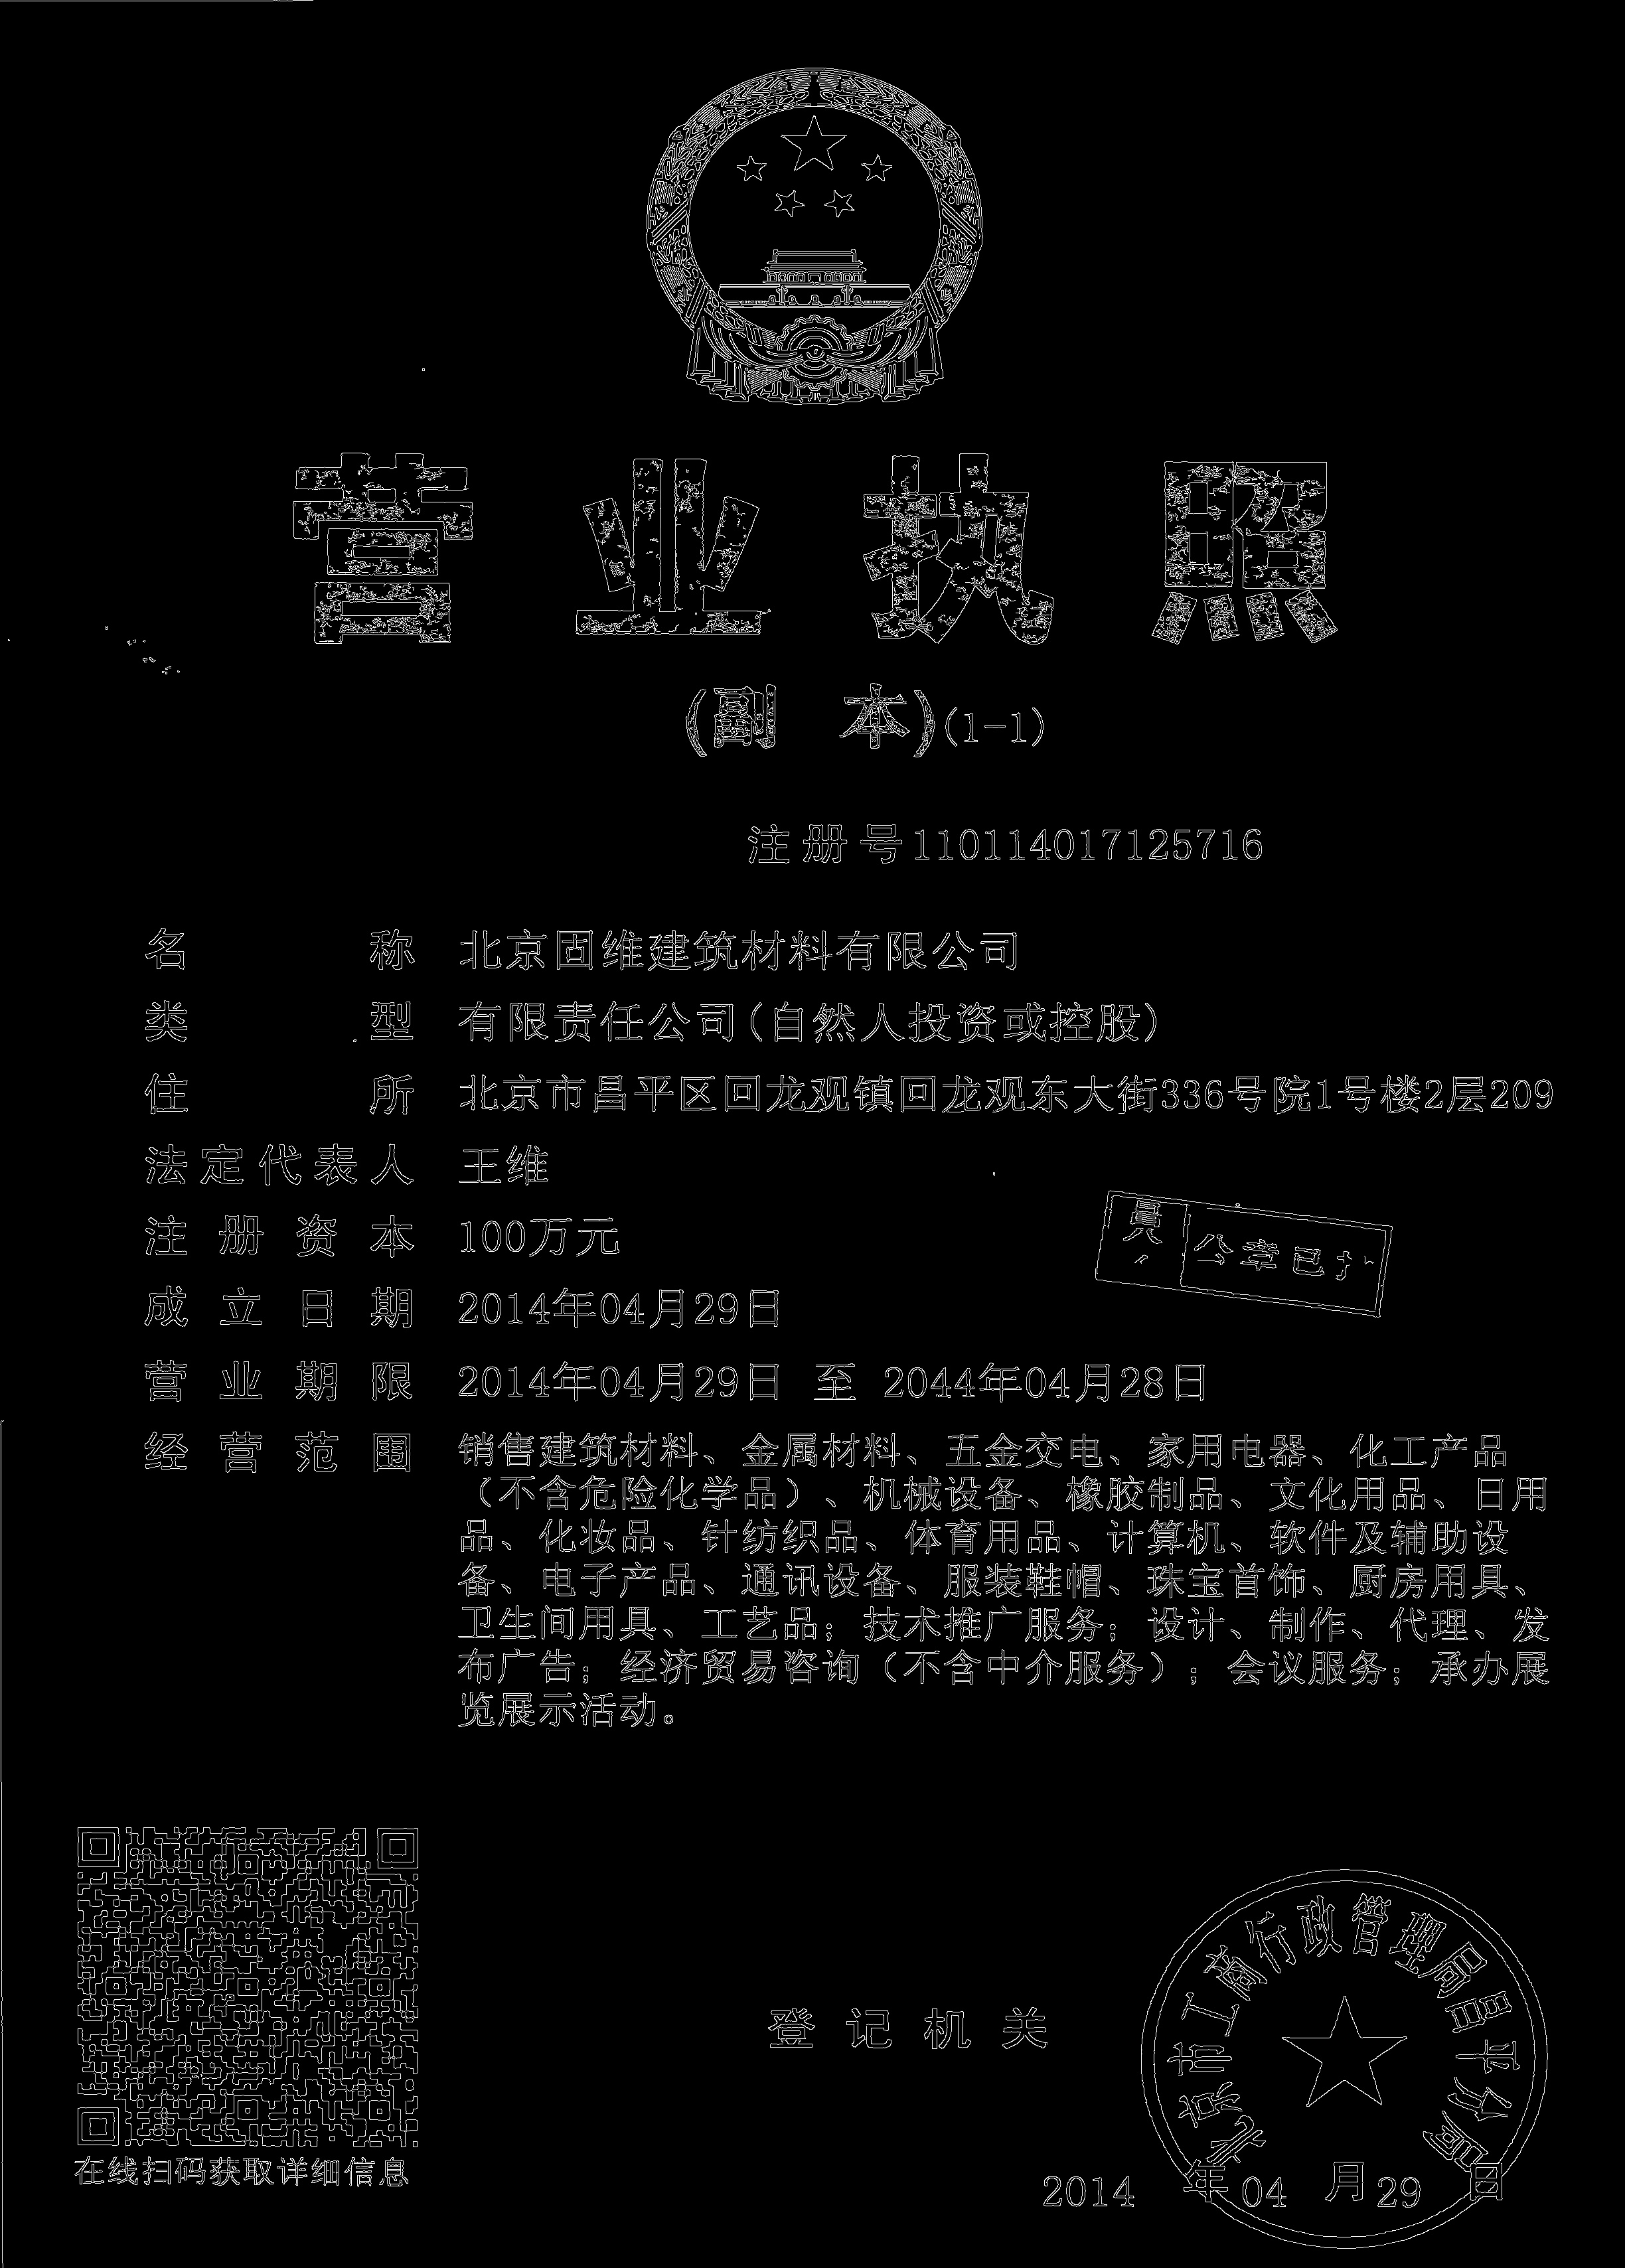 营业执照
(副 本)(1-1)
注册号110114017125716
名称 北京固维建筑材料有限公司
类型 有限责任公司(自然人投资或控股)
住所 北京市昌平区回龙观镇回龙观东大街336号院1号楼2层209
法定代表人 王维
注册资本 100万元
公章已
成立日期 2014年04月29日
营业期限 2014年04月29日 至 2044年04月28日
经营范围 销售建筑材料、金属材料、五金交电、家用电器、化工产品
（不含危险化学品）、机械设备、橡胶制品、文化用品、日用
品、化妆品、针纺织品、体育用品、计算机、软件及辅助设
备、电子产品、通讯设备、服装鞋帽、珠宝首饰、厨房用具、
卫生间用具、工艺品；技术推广服务；设计、制作、代理、发
布广告；经济贸易咨询（不含中介服务）；会议服务；承办展
览展示活动。
北京市工商行政管理局昌平分局
登记机关
在线扫码获取详细信息
2014年04月29日